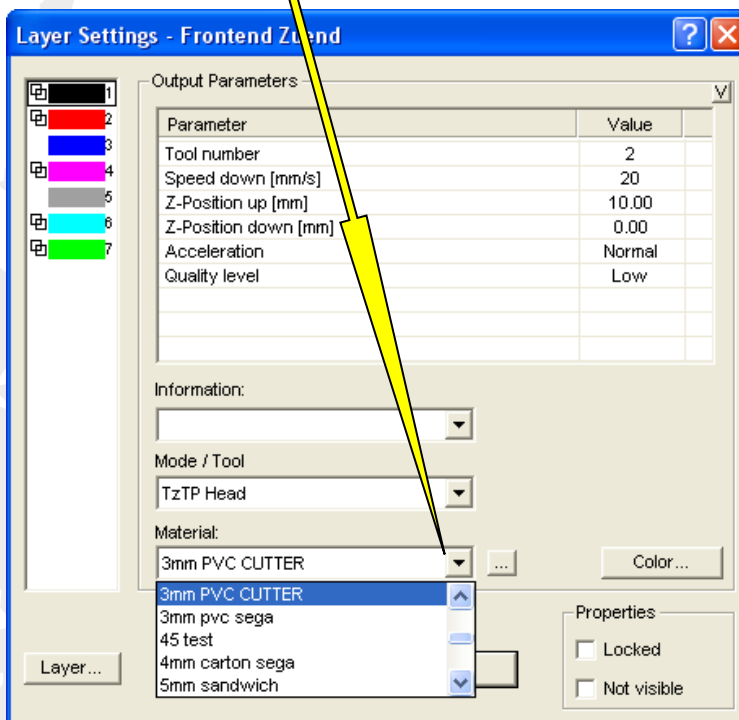 Layer Settings - Frontend Zuend
1
2
3
4
5
6
7
Output Parameters
V
Parameter Value
Tool number 2
Speed down [mm/s] 20
Z-Position up [mm] 10.00
Z-Position down [mm] 0.00
Acceleration Normal
Quality level Low
Information:
Mode / Tool
TzTP Head
Material:
3mm PVC CUTTER
...
Color...
3mm PVC CUTTER
3mm pvc sega
45 test
4mm carton sega
5mm sandwich
Properties
Locked
Not visible
Layer...